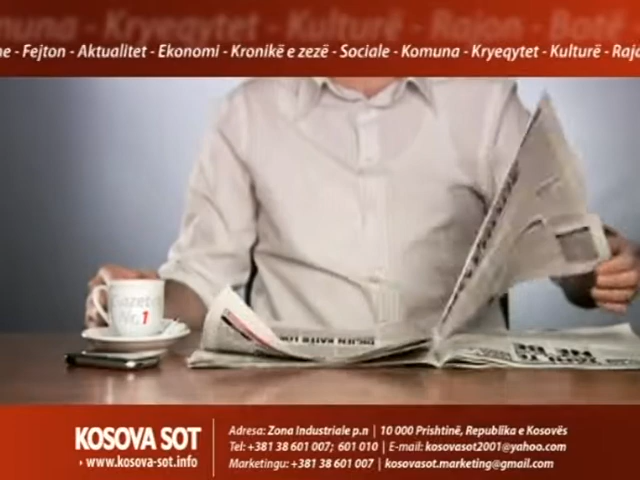 muna - Kryeqytet - Kulturë - Rajon - Botë -
ne - Fejton - Aktualitet - Ekonomi - Kronikë e zezë - Sociale - Komuna - Kryeqytet - Kulturë - Rajo
Gazeta
Nr.1
KOSOVA SOT
www.kosova-sot.info
Adresa: Zona Industriale p.n | 10 000 Prishtinë, Republika e Kosovës
Tel: +381 38 601 007; 601 010 | E-mail: kosovasot2001@yahoo.com
Marketingu: +381 38 601 007 | kosovasot.marketing@gmail.com